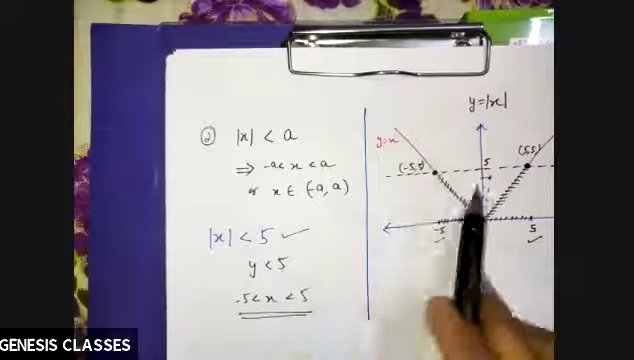 ② |x| < a
⇒ -a < x < a
or x ∈ (-a, a)
|x| < 5 ✓
y < 5
-5 < x < 5
y=|x|
y=x
(-5,5)
5
(5,5)
-5
5
GENESIS CLASSES